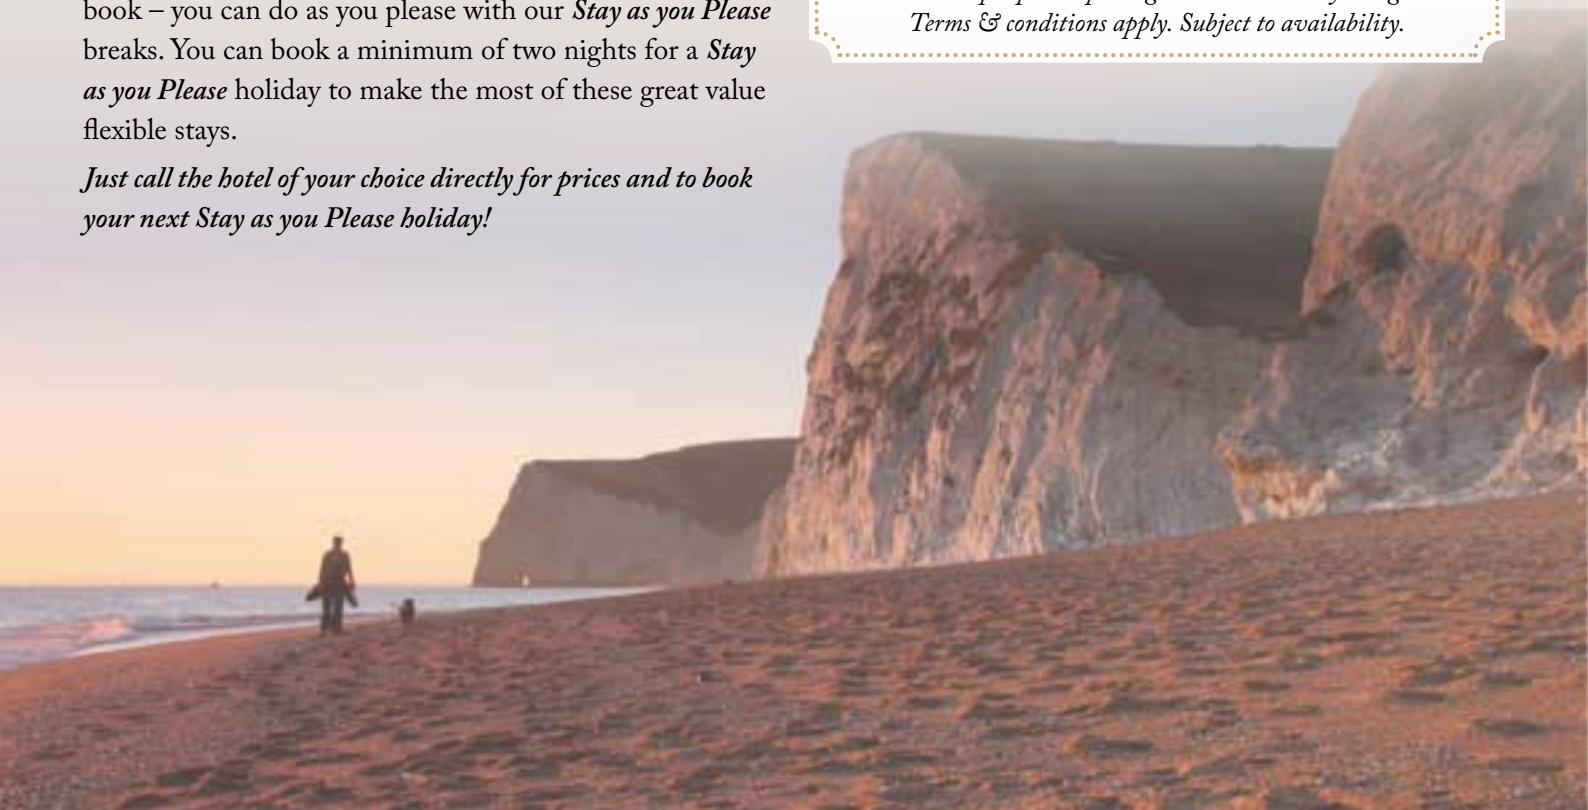 book – you can do as you please with our Stay as you Please
breaks. You can book a minimum of two nights for a Stay
as you Please holiday to make the most of these great value
flexible stays.
Just call the hotel of your choice directly for prices and to book
your next Stay as you Please holiday!
Terms & conditions apply. Subject to availability.